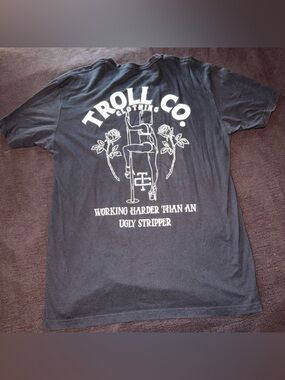 TROLL CO.
CLOTHING
WORKING HARDER THAN AN
UGLY STRIPPER